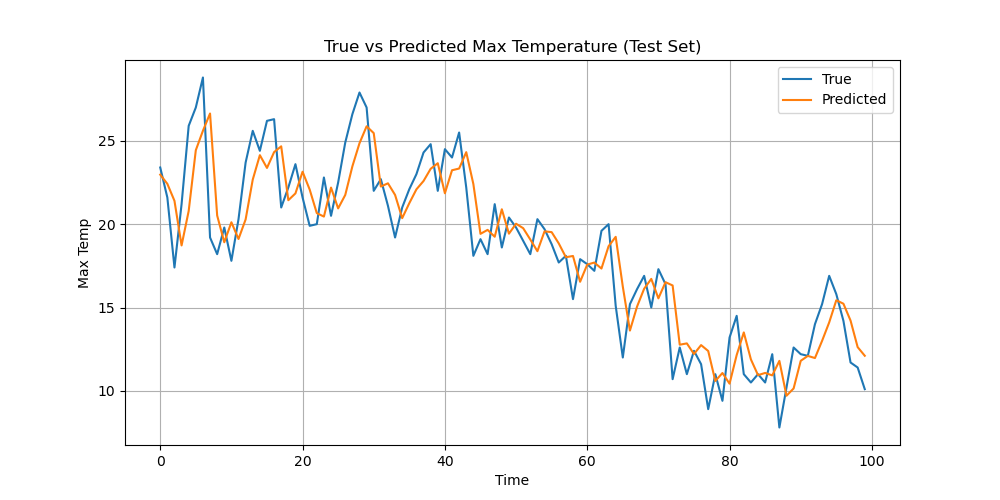 True vs Predicted Max Temperature (Test Set)
True
Predicted
Max Temp
25
20
15
10
0 20 40 60 80 100
Time